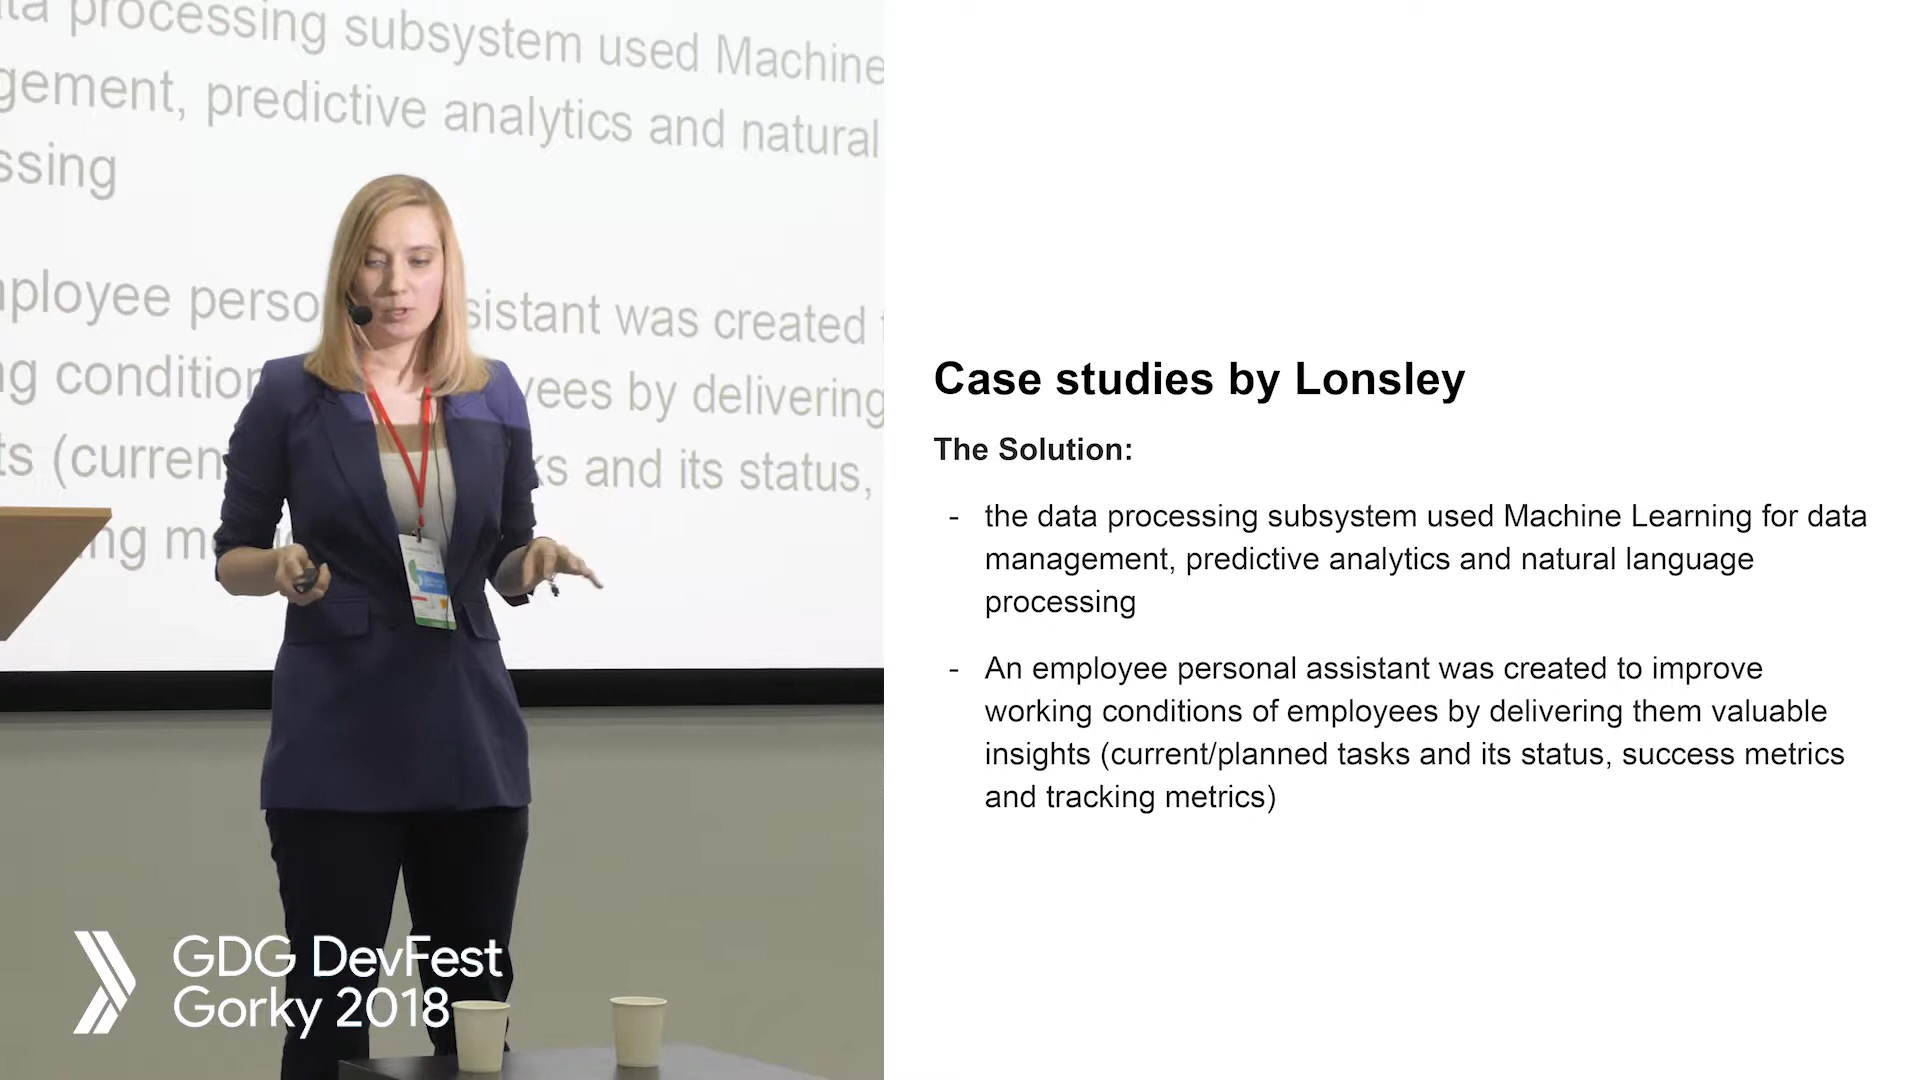 ta processing subsystem used Machine
gement, predictive analytics and natural
ssing
ployee perso sistant was created
ng condition yees by delivering
ts (curren ks and its status,
ng m
GDG DevFest
Gorky 2018
Case studies by Lonsley
The Solution:
- the data processing subsystem used Machine Learning for data
management, predictive analytics and natural language
processing
- An employee personal assistant was created to improve
working conditions of employees by delivering them valuable
insights (current/planned tasks and its status, success metrics
and tracking metrics)